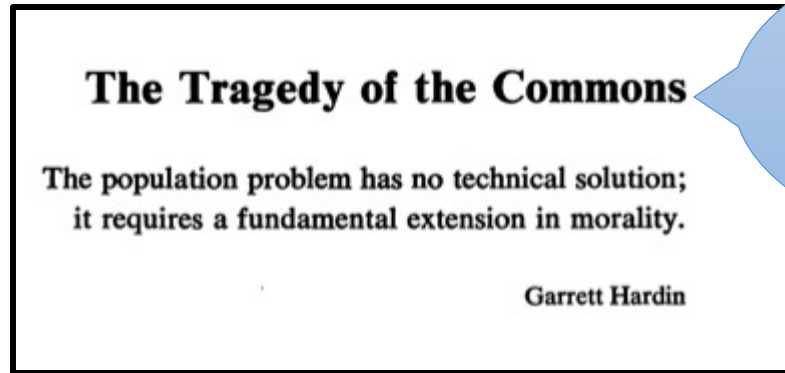 The Tragedy of the Commons
The population problem has no technical solution;
it requires a fundamental extension in morality.
Garrett Hardin